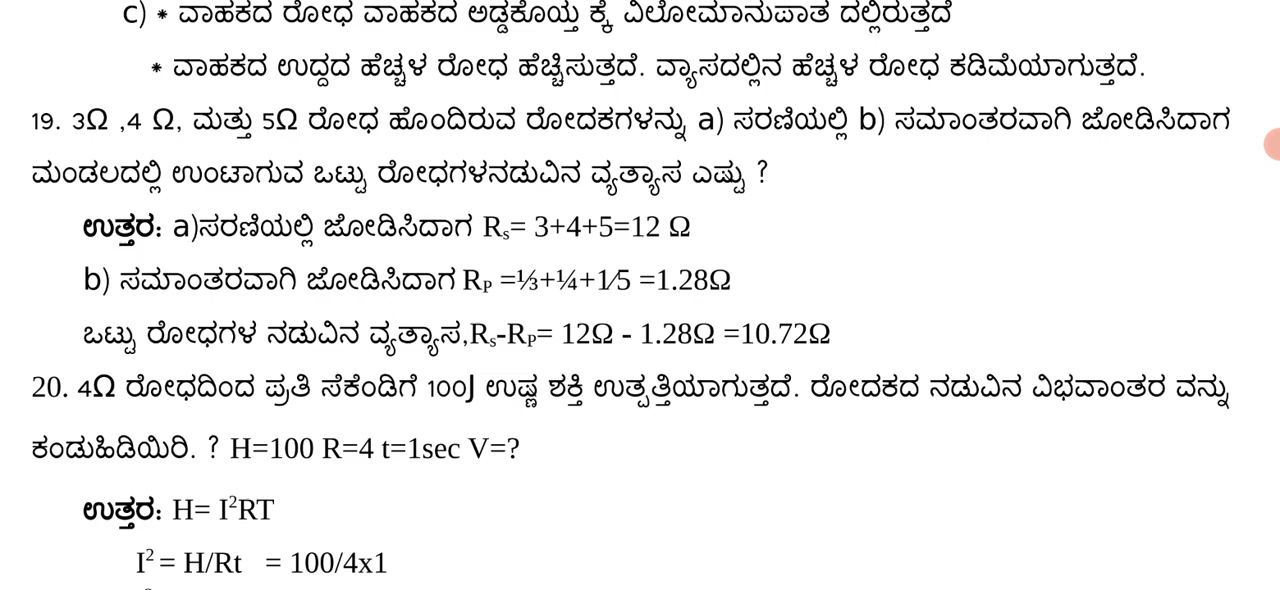 c) * ವಾಹಕದ ರೋಧ ವಾಹಕದ ಅಡ್ಡಕೊಯ್ತ ಕ್ಕೆ ವಿಲೋಮಾನುಪಾತ ದಲ್ಲಿರುತ್ತದೆ
* ವಾಹಕದ ಉದ್ದದ ಹೆಚ್ಚಳ ರೋಧ ಹೆಚ್ಚಿಸುತ್ತದೆ. ವ್ಯಾಸದಲ್ಲಿನ ಹೆಚ್ಚಳ ರೋಧ ಕಡಿಮೆಯಾಗುತ್ತದೆ.
19. 3Ω ,4 Ω, ಮತ್ತು 5Ω ರೋಧ ಹೊಂದಿರುವ ರೋದಕಗಳನ್ನು a) ಸರಣಿಯಲ್ಲಿ b) ಸಮಾಂತರವಾಗಿ ಜೋಡಿಸಿದಾಗ
ಮಂಡಲದಲ್ಲಿ ಉಂಟಾಗುವ ಒಟ್ಟು ರೋಧಗಳನಡುವಿನ ವ್ಯತ್ಯಾಸ ಎಷ್ಟು ?
ಉತ್ತರ: a)ಸರಣಿಯಲ್ಲಿ ಜೋಡಿಸಿದಾಗ Rₛ= 3+4+5=12 Ω
b) ಸಮಾಂತರವಾಗಿ ಜೋಡಿಸಿದಾಗ R_P =⅓+¼+1⁄5 =1.28Ω
ಒಟ್ಟು ರೋಧಗಳ ನಡುವಿನ ವ್ಯತ್ಯಾಸ,Rₛ-R_P= 12Ω - 1.28Ω =10.72Ω
20. 4Ω ರೋಧದಿಂದ ಪ್ರತಿ ಸೆಕೆಂಡಿಗೆ 100J ಉಷ್ಣ ಶಕ್ತಿ ಉತ್ಪತ್ತಿಯಾಗುತ್ತದೆ. ರೋದಕದ ನಡುವಿನ ವಿಭವಾಂತರ ವನ್ನು
ಕಂಡುಹಿಡಿಯಿರಿ. ? H=100 R=4 t=1sec V=?
ಉತ್ತರ: H= I²RT
I² = H/Rt = 100/4x1